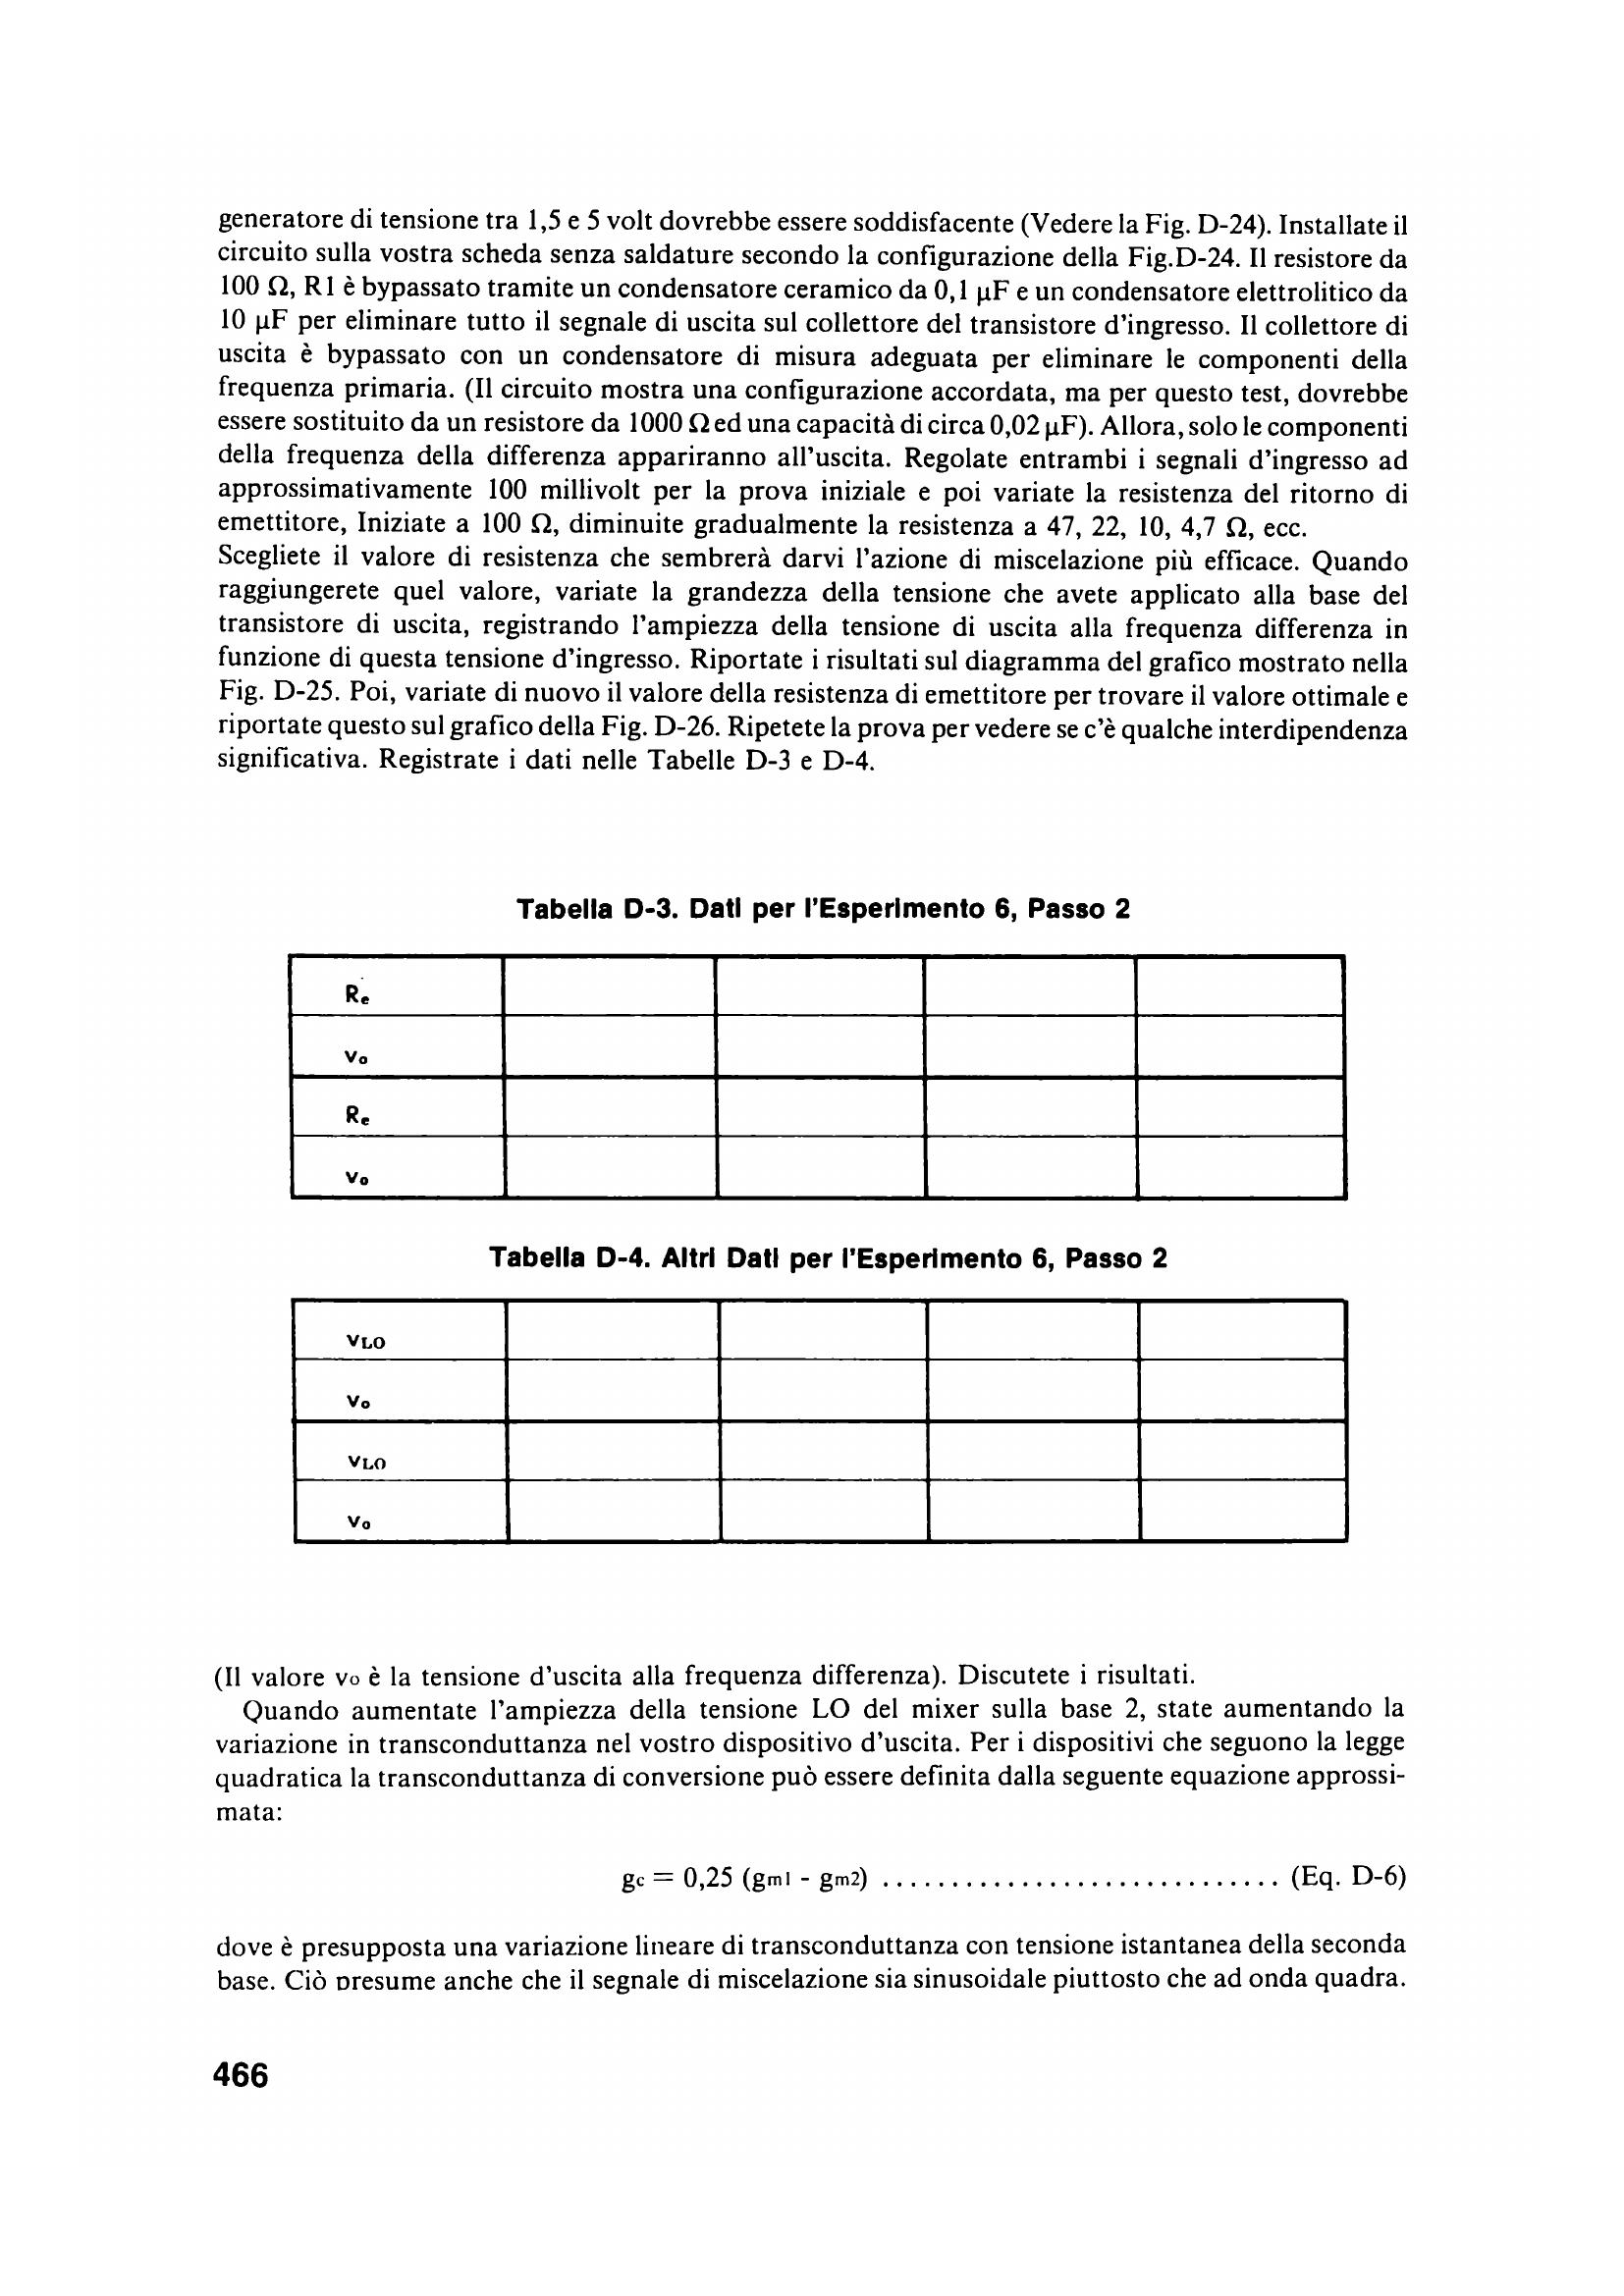 generatore di tensione tra 1,5 e 5 volt dovrebbe essere soddisfacente (Vedere la Fig. D-24). Installate il
circuito sulla vostra scheda senza saldature secondo la configurazione della Fig.D-24. Il resistore da
100 Ω, R1 è bypassato tramite un condensatore ceramico da 0,1 µF e un condensatore elettrolitico da
10 µF per eliminare tutto il segnale di uscita sul collettore del transistore d'ingresso. Il collettore di
uscita è bypassato con un condensatore di misura adeguata per eliminare le componenti della
frequenza primaria. (Il circuito mostra una configurazione accordata, ma per questo test, dovrebbe
essere sostituito da un resistore da 1000 Ω ed una capacità di circa 0,02 µF). Allora, solo le componenti
della frequenza della differenza appariranno all'uscita. Regolate entrambi i segnali d'ingresso ad
approssimativamente 100 millivolt per la prova iniziale e poi variate la resistenza del ritorno di
emettitore, Iniziate a 100 Ω, diminuite gradualmente la resistenza a 47, 22, 10, 4,7 Ω, ecc.
Scegliete il valore di resistenza che sembrerà darvi l'azione di miscelazione più efficace. Quando
raggiungerete quel valore, variate la grandezza della tensione che avete applicato alla base del
transistore di uscita, registrando l'ampiezza della tensione di uscita alla frequenza differenza in
funzione di questa tensione d'ingresso. Riportate i risultati sul diagramma del grafico mostrato nella
Fig. D-25. Poi, variate di nuovo il valore della resistenza di emettitore per trovare il valore ottimale e
riportate questo sul grafico della Fig. D-26. Ripetete la prova per vedere se c'è qualche interdipendenza
significativa. Registrate i dati nelle Tabelle D-3 e D-4.
Tabella D-3. Dati per l'Esperimento 6, Passo 2
Re
vo
Re
vo
Tabella D-4. Altri Dati per l'Esperimento 6, Passo 2
vLO
vo
vLO
vo
(Il valore vo è la tensione d'uscita alla frequenza differenza). Discutete i risultati.
Quando aumentate l'ampiezza della tensione LO del mixer sulla base 2, state aumentando la
variazione in transconduttanza nel vostro dispositivo d'uscita. Per i dispositivi che seguono la legge
quadratica la transconduttanza di conversione può essere definita dalla seguente equazione approssi-
mata:
gc = 0,25 (gm1 - gm2) ............................. (Eq. D-6)
dove è presupposta una variazione lineare di transconduttanza con tensione istantanea della seconda
base. Ciò presume anche che il segnale di miscelazione sia sinusoidale piuttosto che ad onda quadra.
466